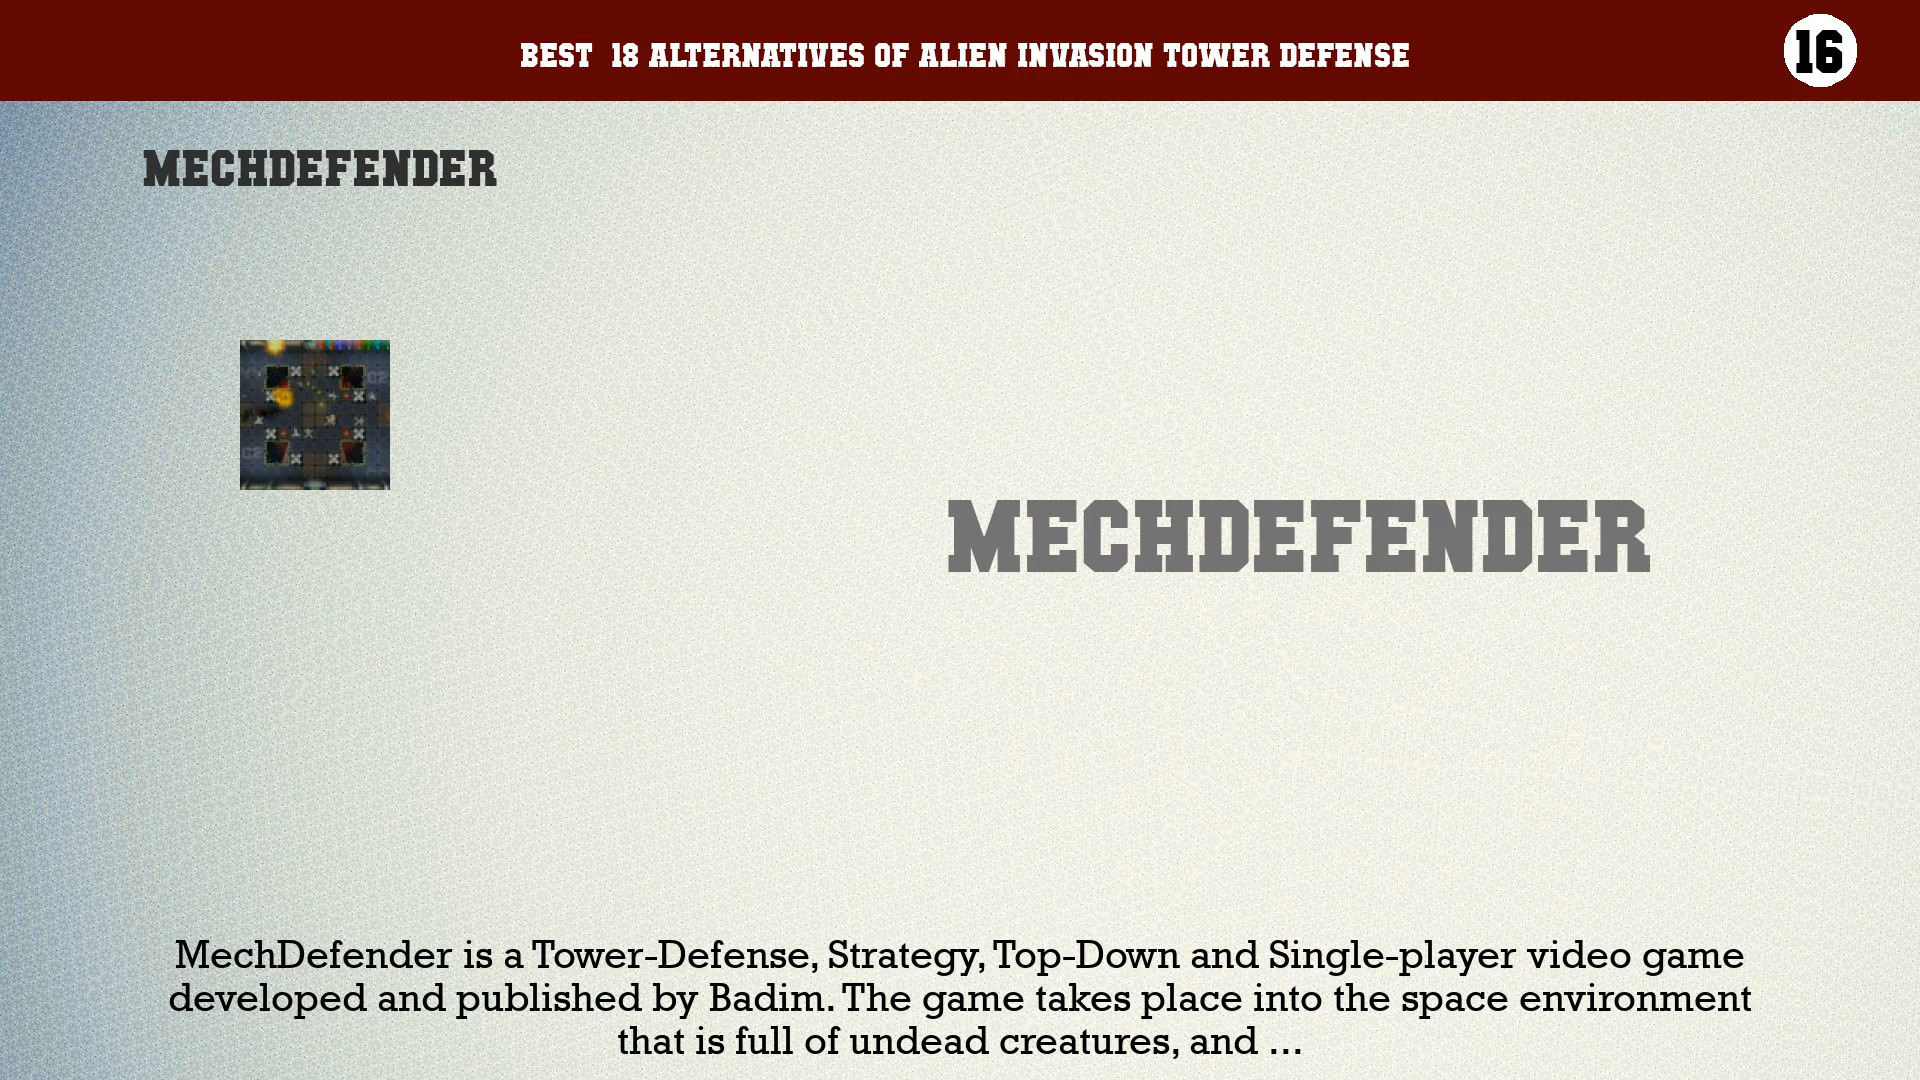 BEST 18 ALTERNATIVES OF ALIEN INVASION TOWER DEFENSE
16
MECHDEFENDER
MECHDEFENDER
MechDefender is a Tower-Defense, Strategy, Top-Down and Single-player video game
developed and published by Badim. The game takes place into the space environment
that is full of undead creatures, and ...